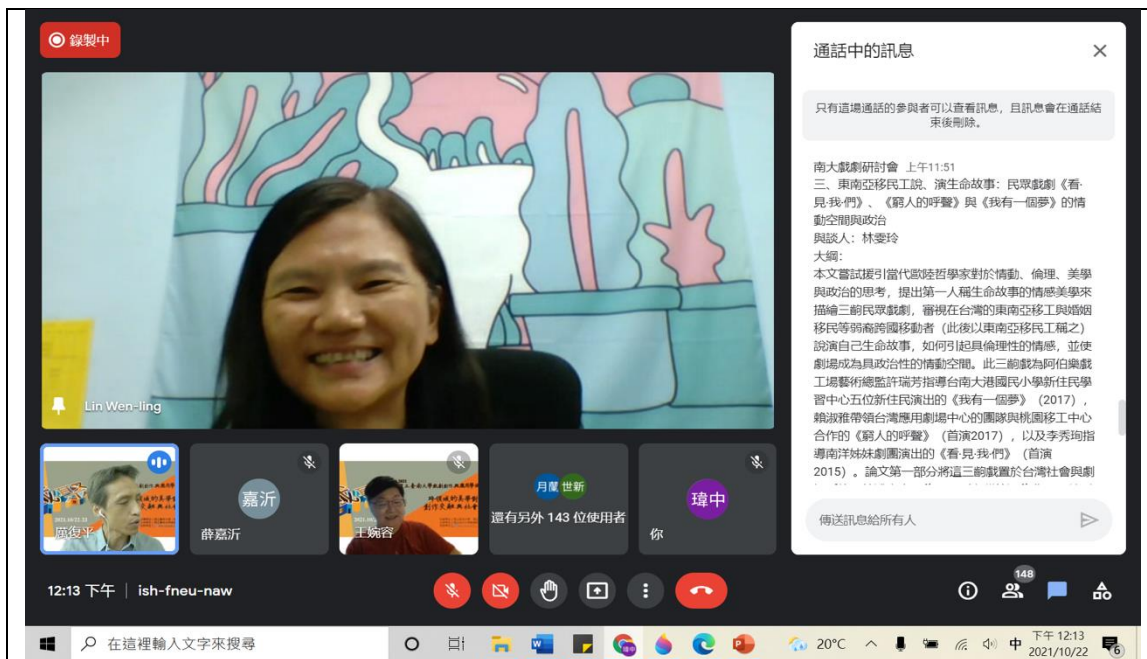 錄製中
Lin Wen-ling
厲復平
嘉沂
薛嘉沂
王婉容
月蘭 世新
還有另外 143 位使用者
瑋中
你
通話中的訊息
只有這場通話的參與者可以查看訊息，且訊息會在通話結
束後刪除。
南大戲劇研討會 上午11:51
三、東南亞移民工說、演生命故事：民眾戲劇《看·
見·我·們》、《窮人的呼聲》與《我有一個夢》的情
動空間與政治
與談人：林雯玲
大綱：
本文嘗試援引當代歐陸哲學家對於情動、倫理、美學
與政治的思考，提出第一人稱生命故事的情感美學來
描繪三齣民眾戲劇，審視在台灣的東南亞移工與婚姻
移民等弱裔跨國移動者（此後以東南亞移民工稱之）
說演自己生命故事，如何引起具倫理性的情感，並使
劇場成為具政治性的情動空間。此三齣戲為阿伯樂戲
工場藝術總監許瑞芳指導台南大港國民小學新住民學
習中心五位新住民演出的《我有一個夢》（2017），
賴淑雅帶領台灣應用劇場中心的團隊與桃園移工中心
合作的《窮人的呼聲》（首演2017），以及李秀珣指
導南洋姊妹劇團演出的《看·見·我·們》（首演
2015）。論文第一部分將這三齣戲置於台灣社會與劇
傳送訊息給所有人
12:13 下午 | ish-fneu-naw
148
在這裡輸入文字來搜尋
20°C
中
下午 12:13
2021/10/22
6